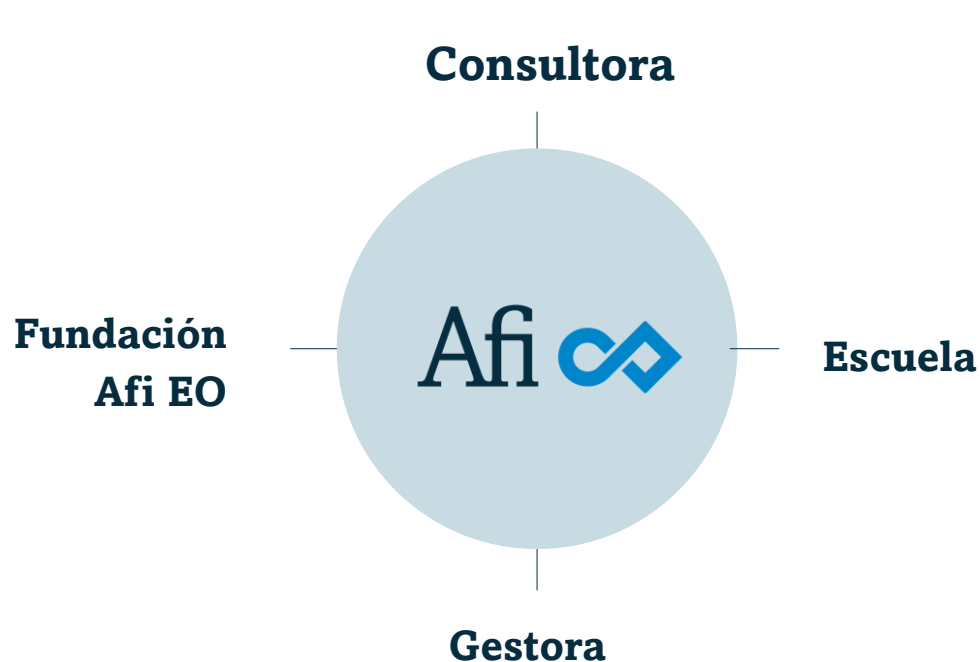 Consultora
Fundación
Afi EO
Afi
Escuela
Gestora